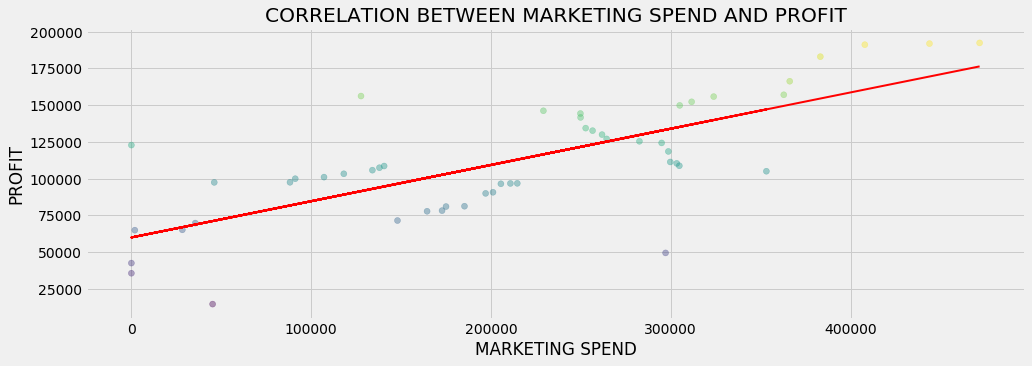 CORRELATION BETWEEN MARKETING SPEND AND PROFIT
200000
175000
150000
125000
100000
75000
50000
25000
PROFIT
0 100000 200000 300000 400000
MARKETING SPEND